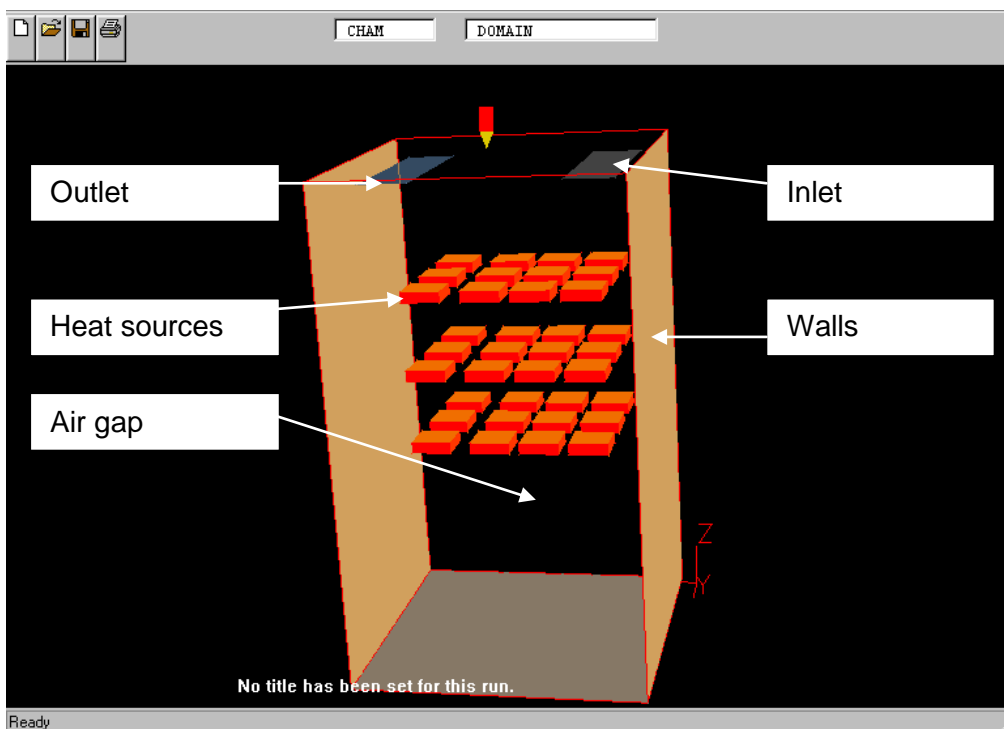 CHAM DOMAIN
Outlet
Inlet
Heat sources
Walls
Air gap
Z
Y
No title has been set for this run.
Ready